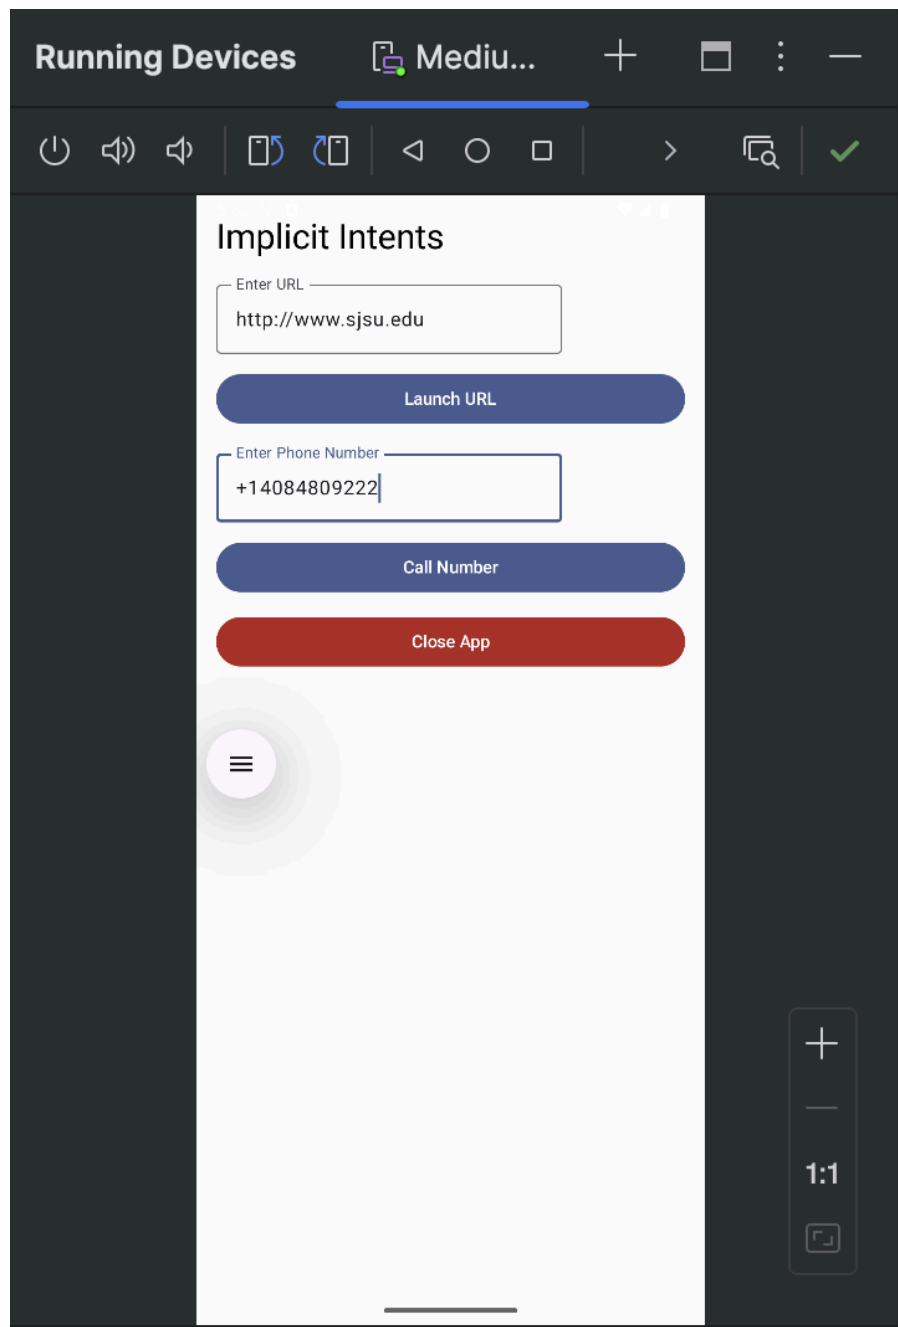 Running Devices
Mediu...
Implicit Intents
Enter URL
http://www.sjsu.edu
Launch URL
Enter Phone Number
+14084809222
Call Number
Close App
1:1